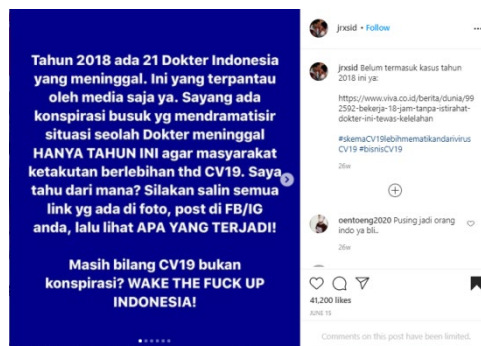 Tahun 2018 ada 21 Dokter Indonesia
yang meninggal. Ini yang terpantau
oleh media saja ya. Sayang ada
konspirasi busuk yg mendramatisir
situasi seolah Dokter meninggal
HANYA TAHUN INI agar masyarakat
ketakutan berlebihan thd CV19. Saya
tahu dari mana? Silakan salin semua
link yg ada di foto, post di FB/IG
anda, lalu lihat APA YANG TERJADI!
Masih bilang CV19 bukan
konspirasi? WAKE THE FUCK UP
INDONESIA!
jrxsid • Follow
jrxsid Belum termasuk kasus tahun
2018 ini ya:
https://www.viva.co.id/berita/dunia/99
2592-bekerja-18-jam-tanpa-istirahat-
dokter-ini-tewas-kelelahan
#skemaCV19lebihmematikandarivirus
CV19 #bisnisCV19
26w
oentoeng2020 Pusing jadi orang
indo ya bli..
26w
41,200 likes
JUNE 15
Comments on this post have been limited.